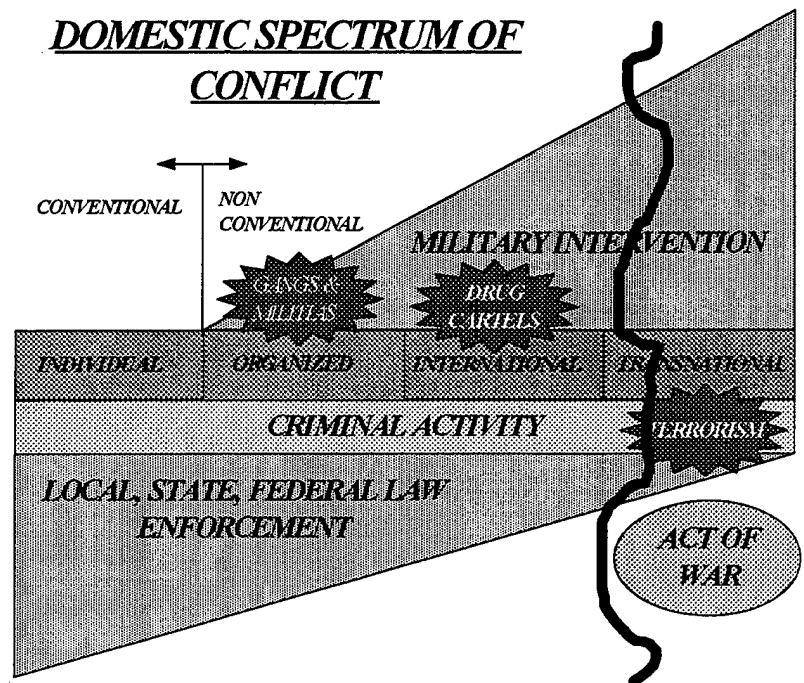 DOMESTIC SPECTRUM OF
CONFLICT
CONVENTIONAL
NON
CONVENTIONAL
MILITARY INTERVENTION
GANGS &
MILITIAS
DRUG
CARTELS
INDIVIDUAL
ORGANIZED
INTERNATIONAL
TRANSNATIONAL
CRIMINAL ACTIVITY
TERRORISM
LOCAL, STATE, FEDERAL LAW
ENFORCEMENT
ACT OF
WAR